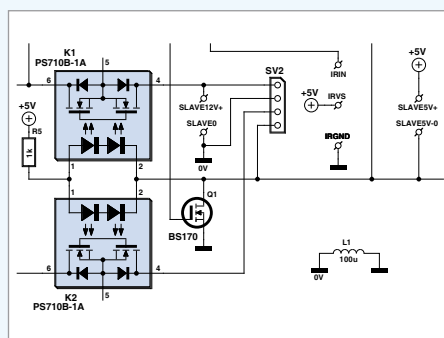 K1
PS710B-1A
5
6
4
+5V
R5
1k
1
2
SV2
SLAVE12V+
SLAVE0
0V
IRIN
+5V
IRVS
IRGND
+5V
SLAVE5V+
SLAVE5V-0
1
2
Q1
BS170
6
4
5
K2
PS710B-1A
L1
100u
0V